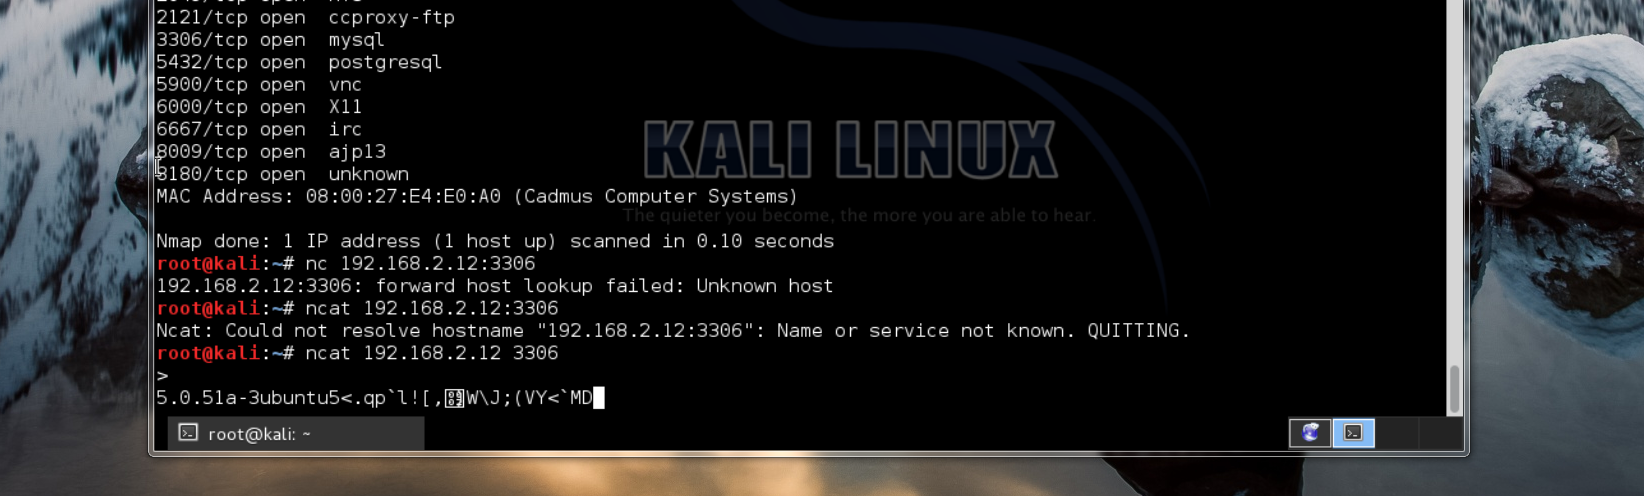 2121/tcp open  ccproxy-ftp
3306/tcp open  mysql
5432/tcp open  postgresql
5900/tcp open  vnc
6000/tcp open  X11
6667/tcp open  irc
8009/tcp open  ajp13
8180/tcp open  unknown
KALI LINUX
MAC Address: 08:00:27:E4:E0:A0 (Cadmus Computer Systems)
The quieter you become, the more you are able to hear.
Nmap done: 1 IP address (1 host up) scanned in 0.10 seconds
root@kali:~# nc 192.168.2.12:3306
192.168.2.12:3306: forward host lookup failed: Unknown host
root@kali:~# ncat 192.168.2.12:3306
Ncat: Could not resolve hostname "192.168.2.12:3306": Name or service not known. QUITTING.
root@kali:~# ncat 192.168.2.12 3306
>
5.0.51a-3ubuntu5<.qp`l![,W\J;(VY<`MD
root@kali: ~